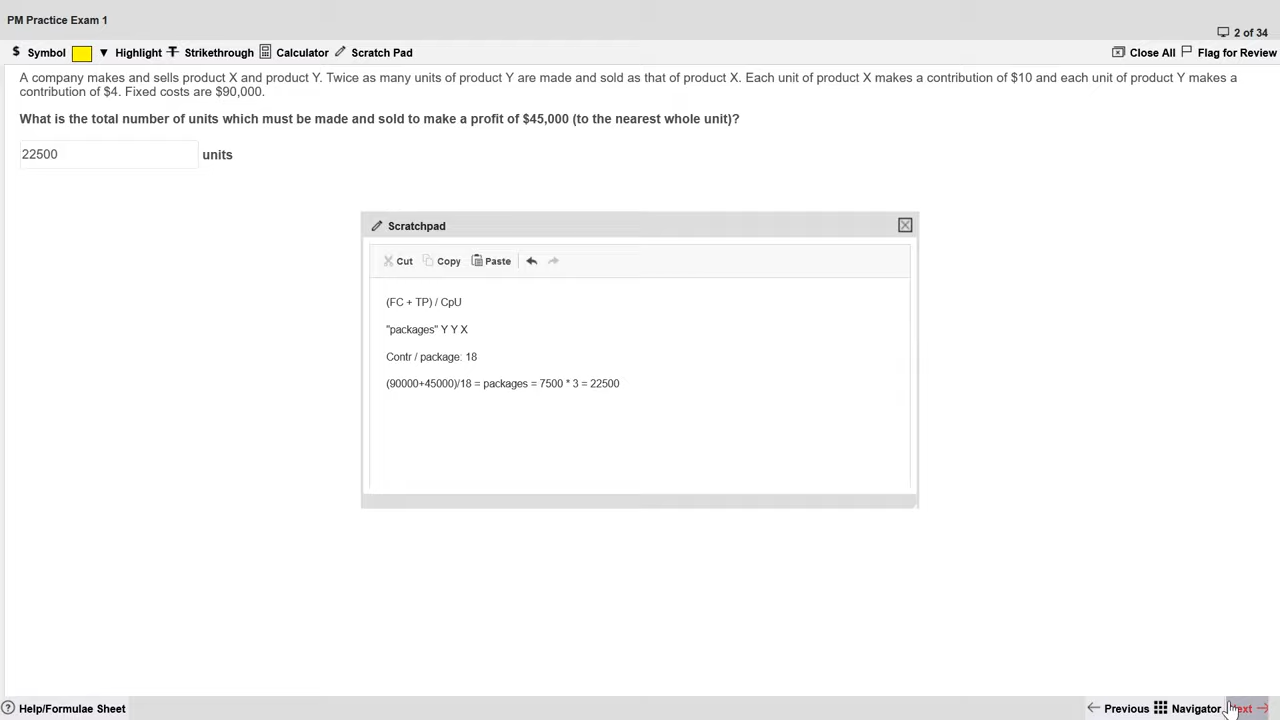 PM Practice Exam 1
2 of 34
$ Symbol ▼ Highlight Strikethrough Calculator Scratch Pad Close All Flag for Review
A company makes and sells product X and product Y. Twice as many units of product Y are made and sold as that of product X. Each unit of product X makes a contribution of $10 and each unit of product Y makes a
contribution of $4. Fixed costs are $90,000.
What is the total number of units which must be made and sold to make a profit of $45,000 (to the nearest whole unit)?
22500 units
Scratchpad
Cut Copy Paste
(FC + TP) / CpU
"packages" Y Y X
Contr / package: 18
(90000+45000)/18 = packages = 7500 * 3 = 22500
Help/Formulae Sheet Previous Navigator